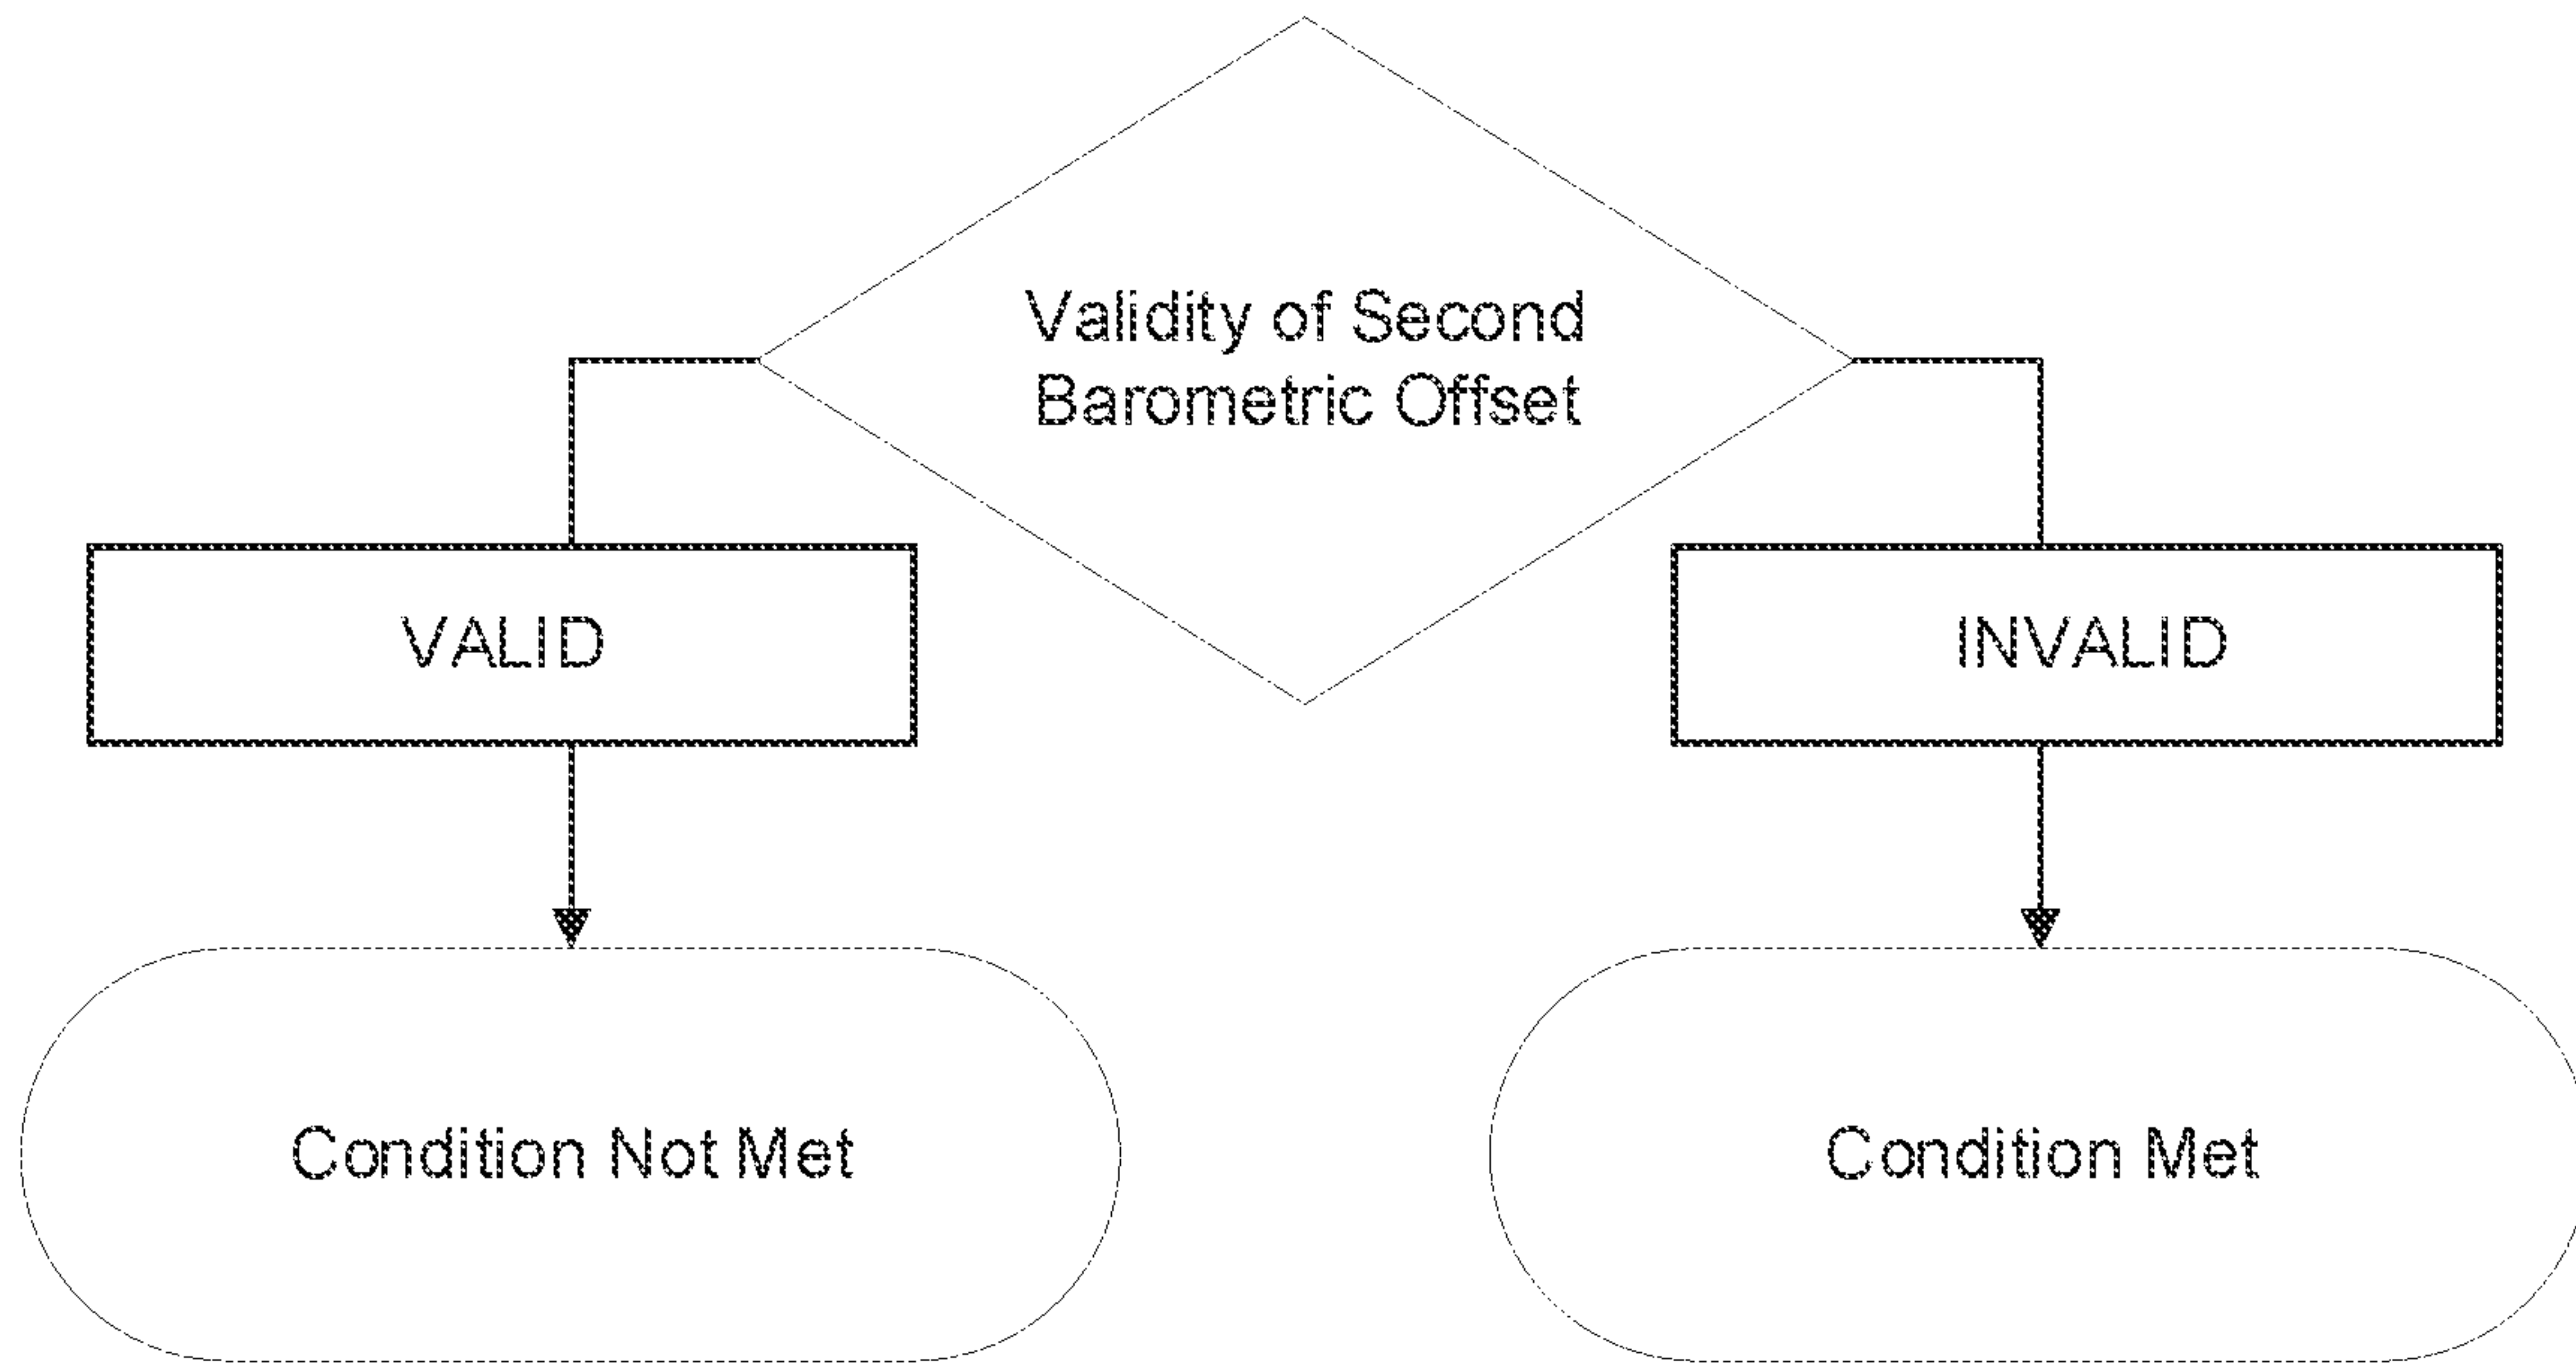 Validity of Second
Barometric Offset
VALID
INVALID
Condition Not Met
Condition Met